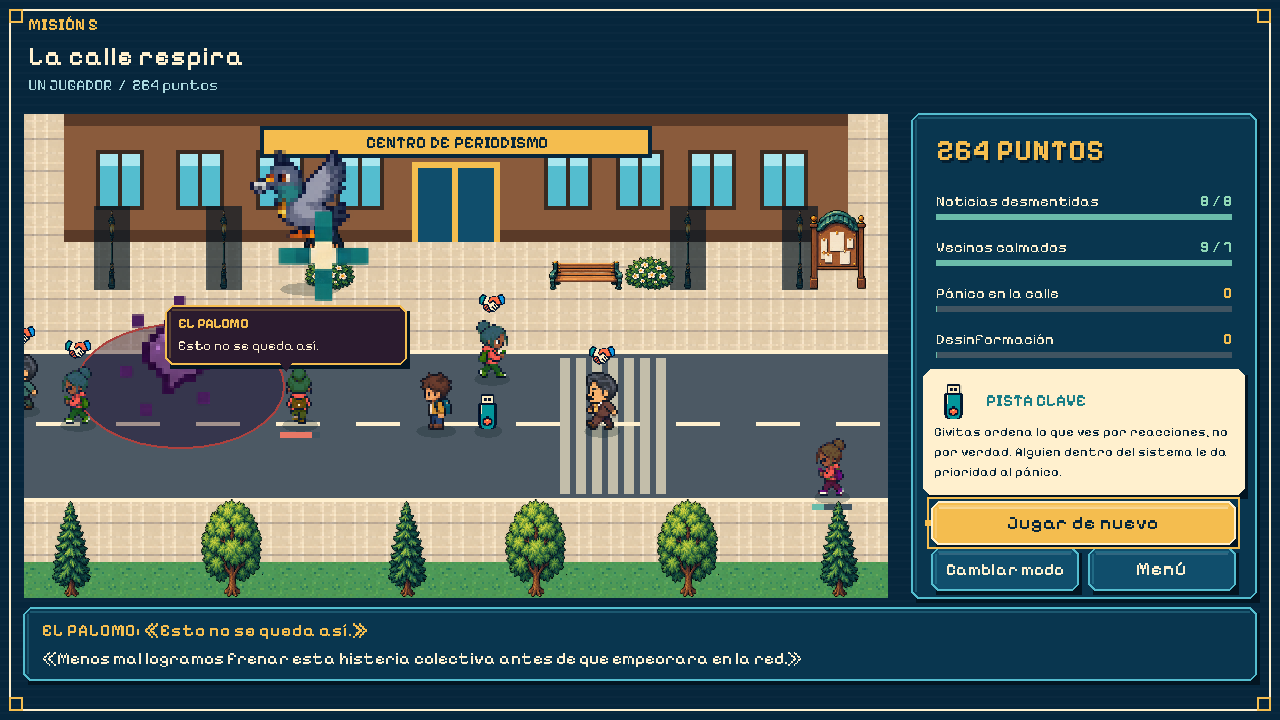 MISIÓN 8
La calle respira
UN JUGADOR / 264 puntos
CENTRO DE PERIODISMO
EL PALOMO
Esto no se queda así.
264 PUNTOS
Noticias desmentidas 8 / 8
Vecinos calmados 9 / 7
Pánico en la calle 0
Desinformación 0
PISTA CLAVE
Civitas ordena lo que ves por reacciones, no
por verdad. Alguien dentro del sistema le da
prioridad al pánico.
Jugar de nuevo
Cambiar modo
Menú
EL PALOMO: «Esto no se queda así.»
«Menos mal logramos frenar esta histeria colectiva antes de que empeorara en la red.»